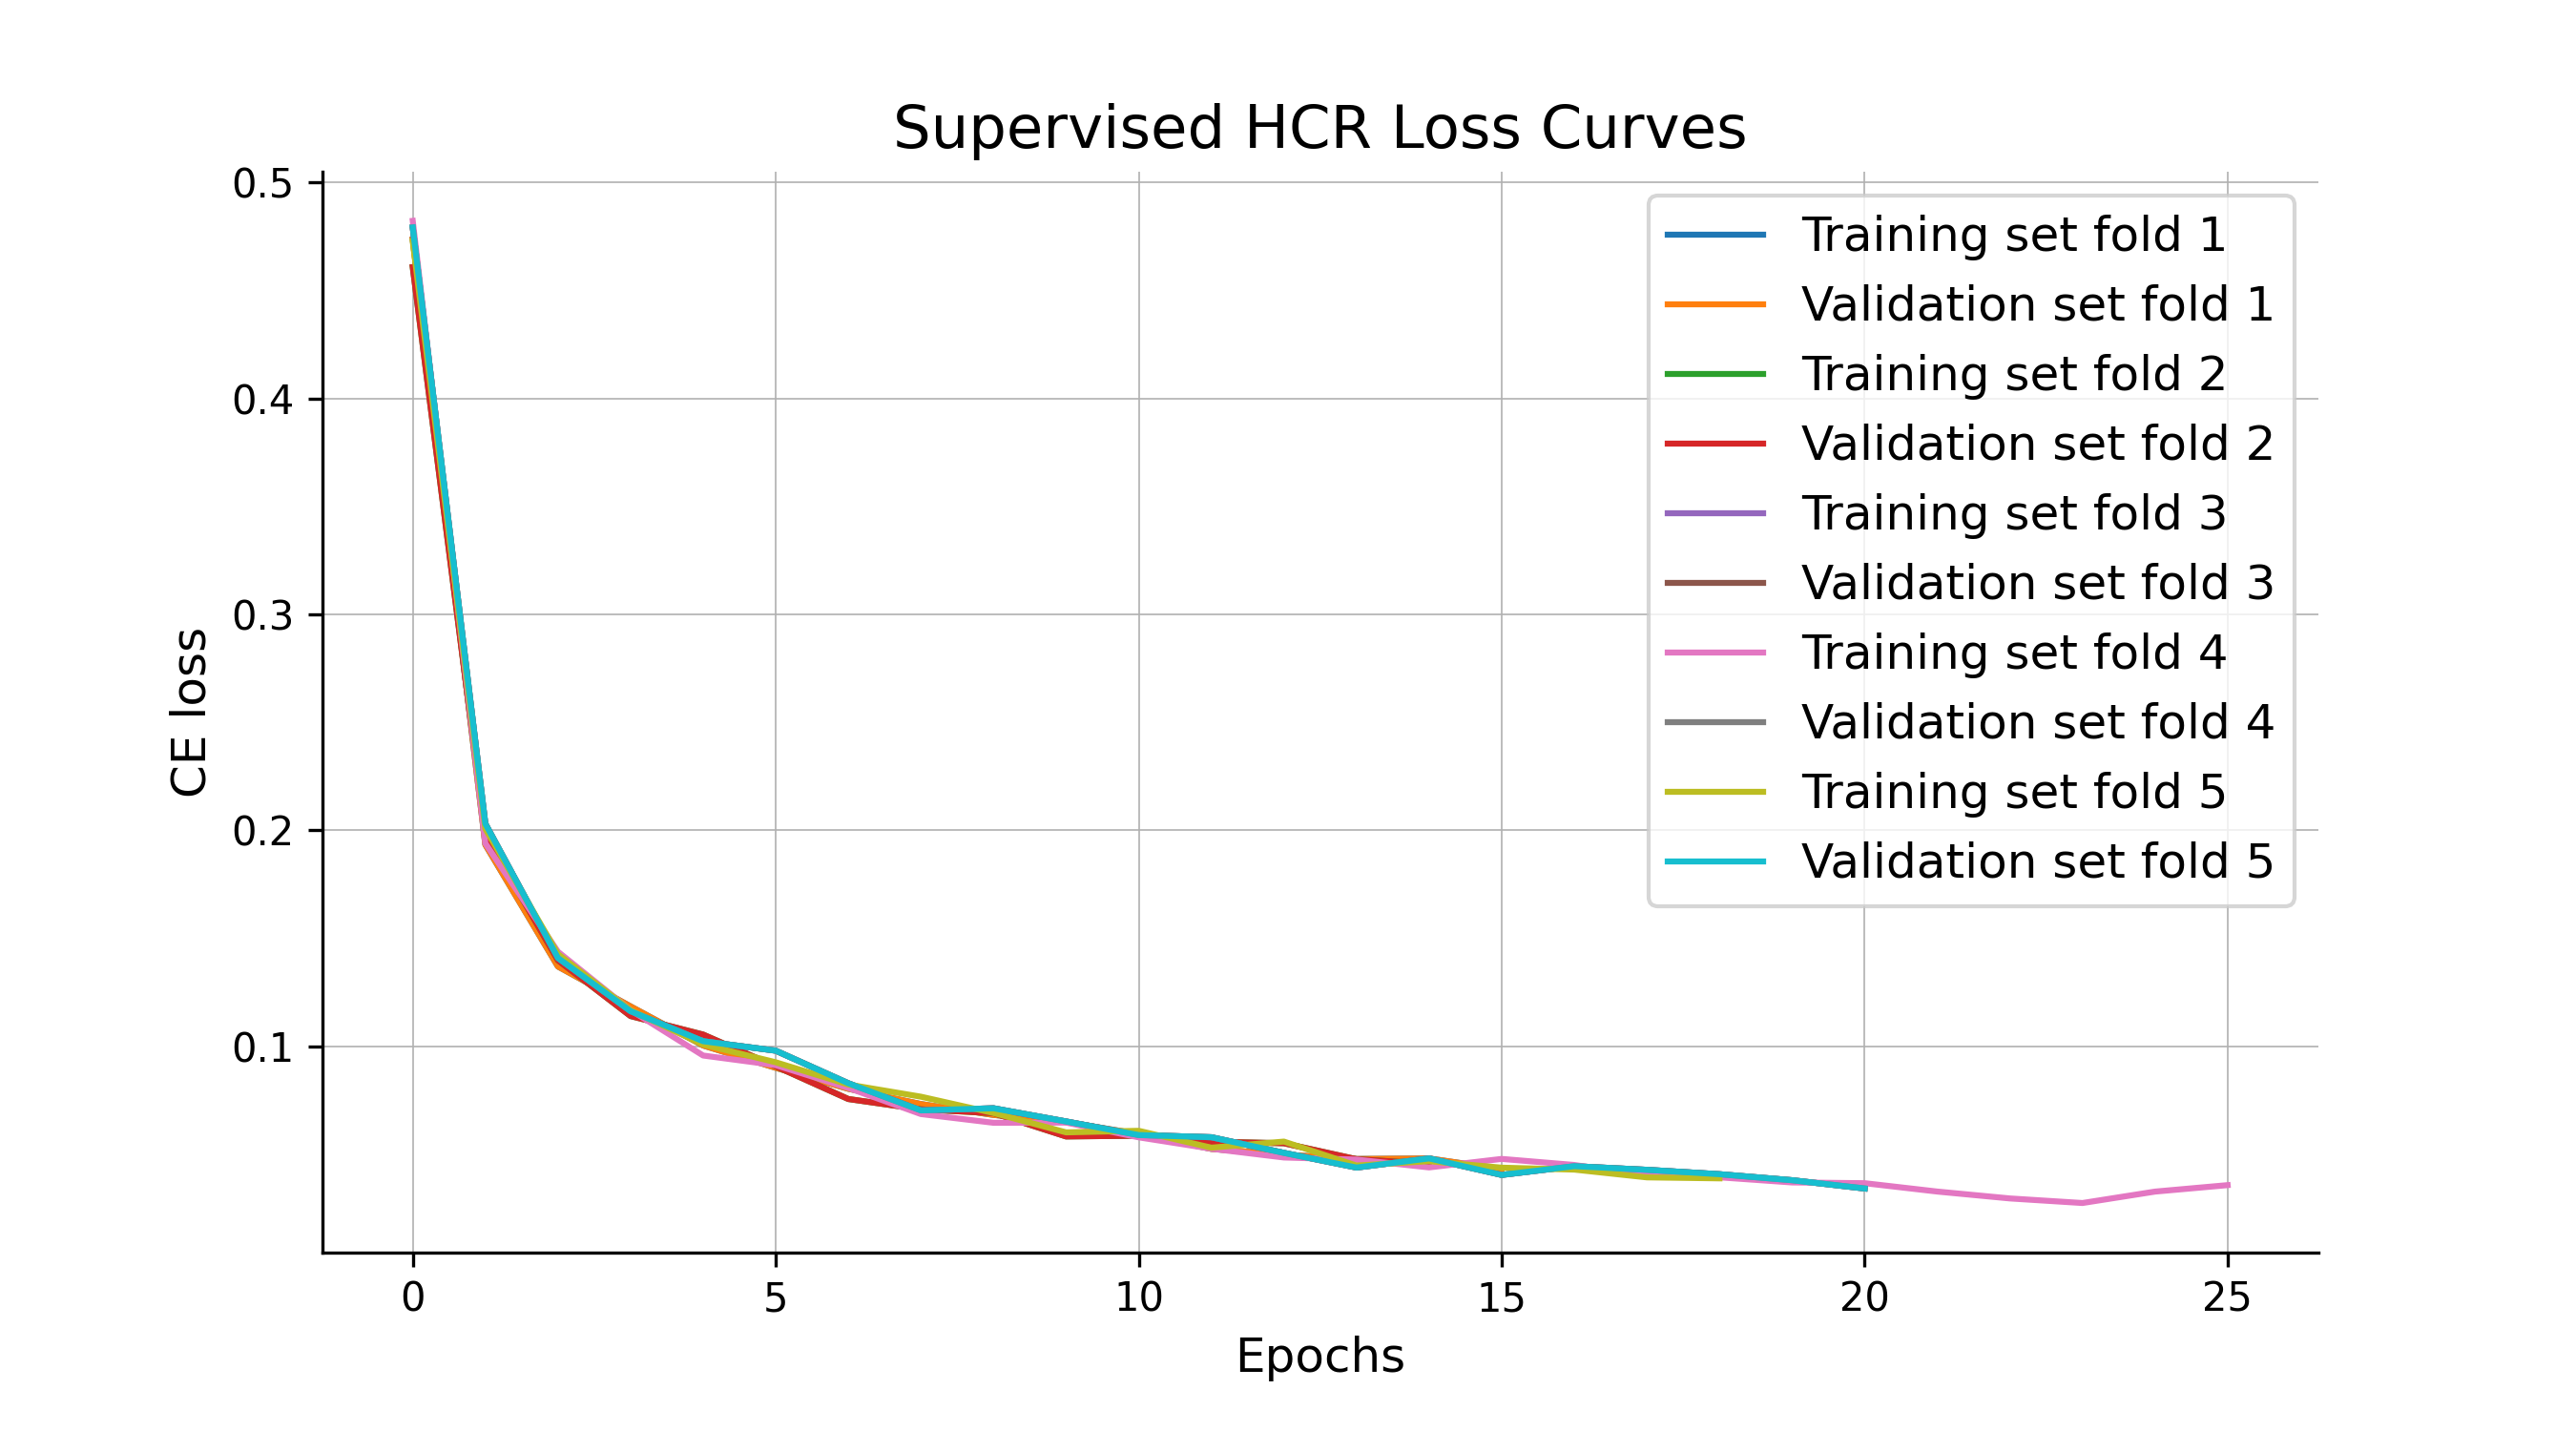 Supervised HCR Loss Curves
0.5
0.4
0.3
0.2
0.1
CE loss
Training set fold 1
Validation set fold 1
Training set fold 2
Validation set fold 2
Training set fold 3
Validation set fold 3
Training set fold 4
Validation set fold 4
Training set fold 5
Validation set fold 5
0 5 10 15 20 25
Epochs